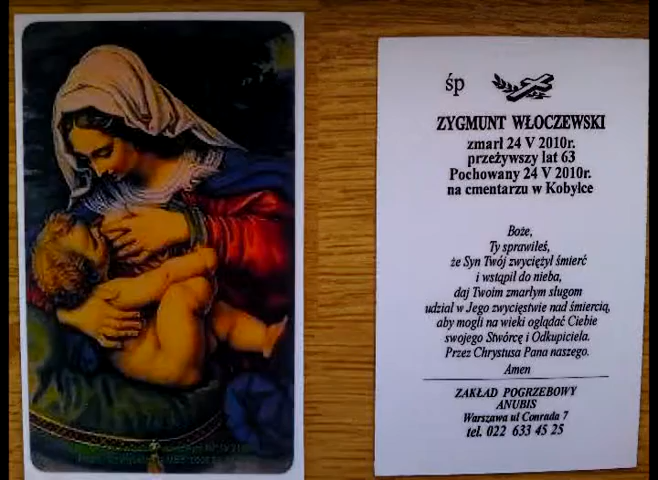 śp
ZYGMUNT WŁOCZEWSKI
zmarł 24 V 2010r.
przeżywszy lat 63
Pochowany 24 V 2010r.
na cmentarzu w Kobyłce
Boże,
Ty sprawiłeś,
że Syn Twój zwyciężył śmierć
i wstąpił do nieba,
daj Twoim zmarłym sługom
udział w Jego zwycięstwie nad śmiercią,
aby mogli na wieki oglądać Ciebie
swojego Stwórcę i Odkupiciela.
Przez Chrystusa Pana naszego.
Amen
ZAKŁAD POGRZEBOWY
ANUBIS
Warszawa ul Conrada 7
tel. 022 633 45 25